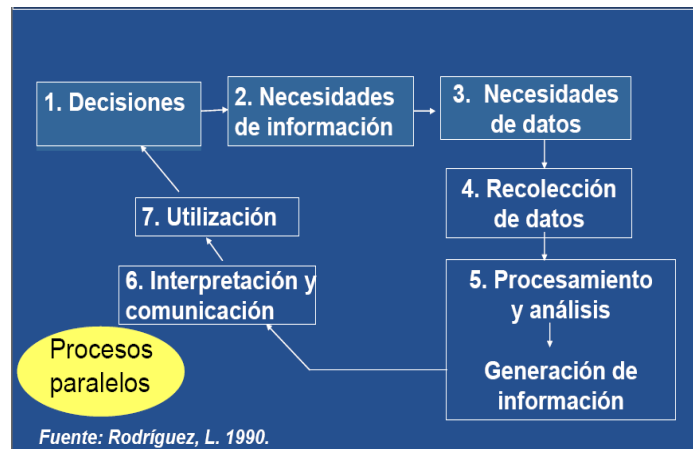 1. Decisiones
2. Necesidades
de información
3. Necesidades
de datos
4. Recolección
de datos
5. Procesamiento
y análisis
Generación de
información
6. Interpretación y
comunicación
7. Utilización
Procesos
paralelos
Fuente: Rodríguez, L. 1990.